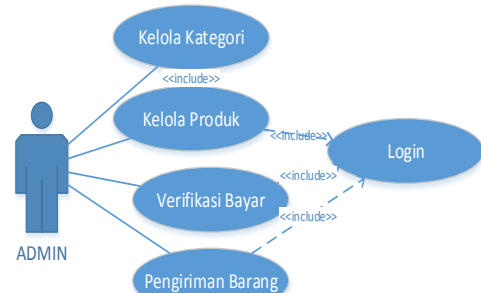 Kelola Kategori
<<include>>
Kelola Produk
<<include>>
Login
<<include>>
Verifikasi Bayar
<<include>>
ADMIN
Pengiriman Barang